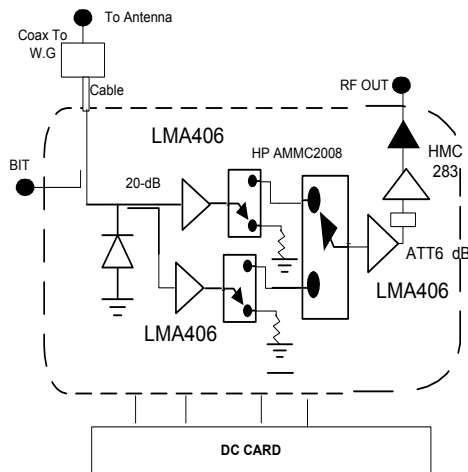 To Antenna
Coax To
W.G
Cable
RF OUT
LMA406
HP AMMC2008
HMC
283
BIT
20-dB
ATT6 dB
LMA406
LMA406
DC CARD